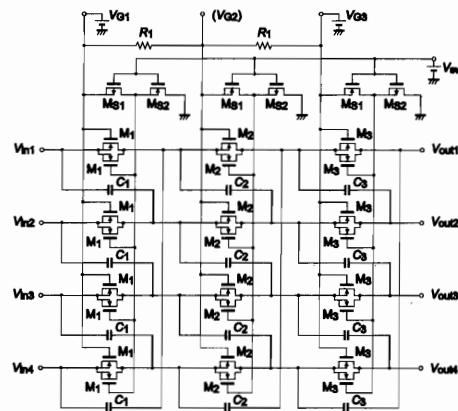 VG1 (VG2) VG3
R1 R1
MS1 MS2 MS1 MS2 MS1 MS2
M1 M2 M3
Vin1 Vout1
M1 M2 M3
C1 C2 C3
M1 M2 M3
Vin2 Vout2
M1 M2 M3
C1 C2 C3
M1 M2 M3
Vin3 Vout3
M1 M2 M3
C1 C2 C3
M1 M2 M3
Vin4 Vout4
M1 M2 M3
C1 C2 C3